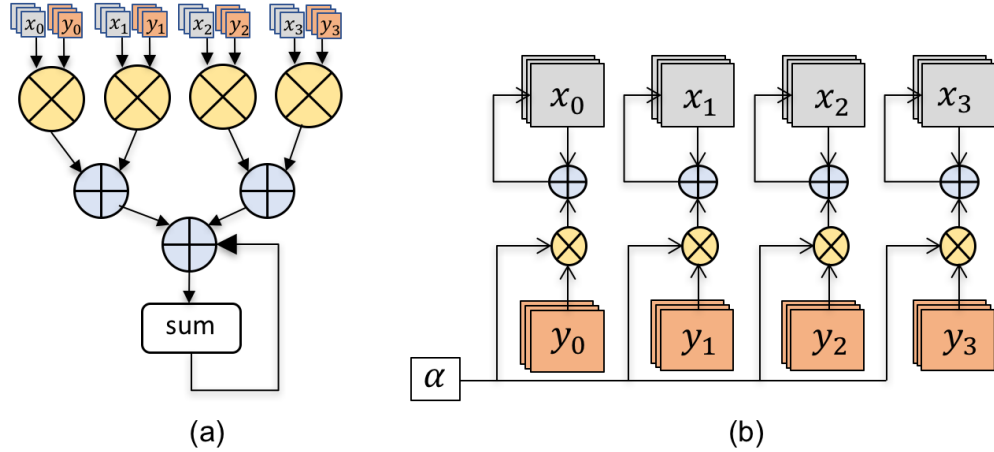 x₀ y₀ x₁ y₁ x₂ y₂ x₃ y₃
sum
(a)
x₀ x₁ x₂ x₃
y₀ y₁ y₂ y₃
α
(b)